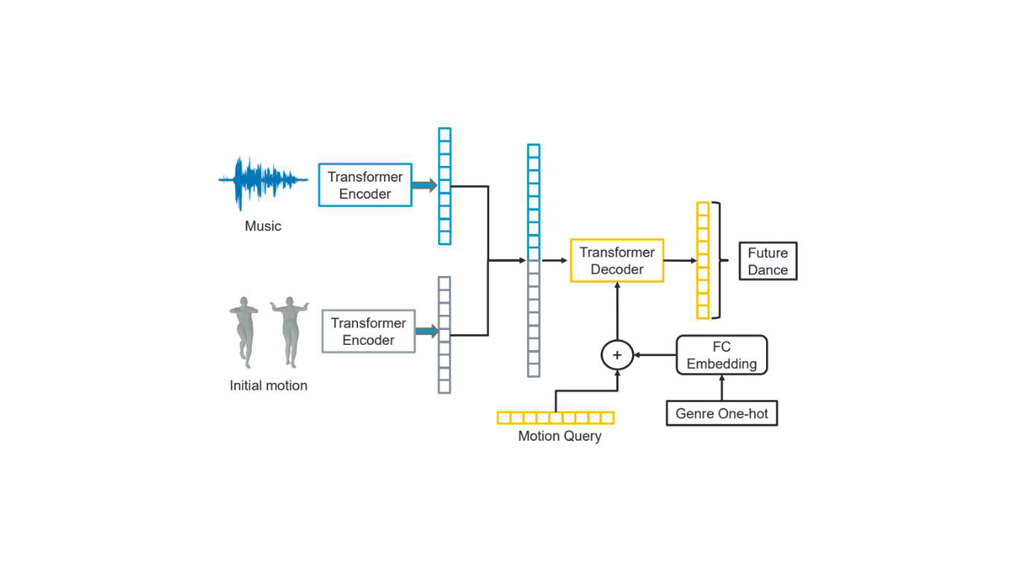 Music
Transformer
Encoder
Initial motion
Transformer
Encoder
Transformer
Decoder
Future
Dance
+
FC
Embedding
Genre One-hot
Motion Query